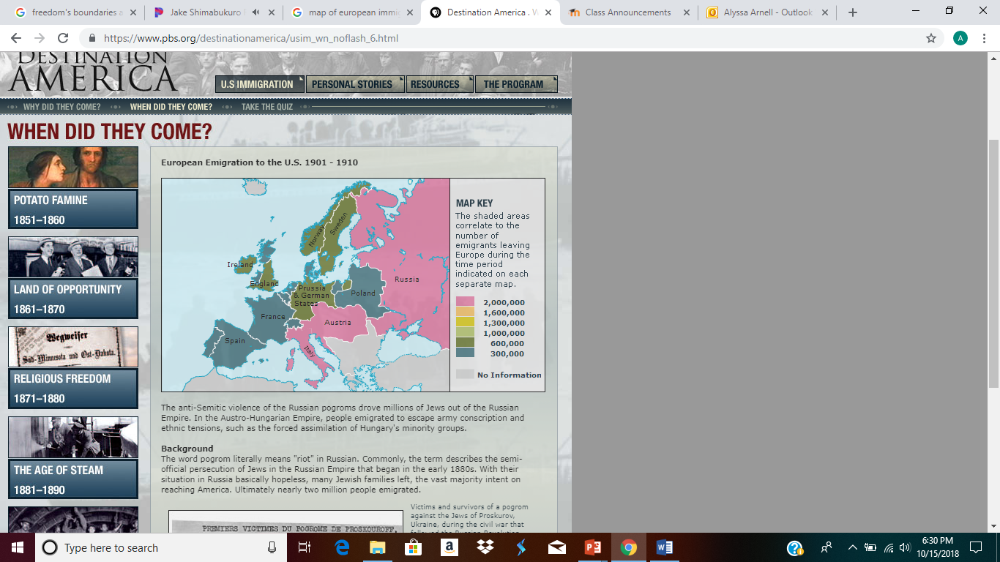 freedom's boundaries a
Jake Shimabukuro
map of european immi
Destination America . W
Class Announcements
Alyssa Arnell - Outlook
https://www.pbs.org/destinationamerica/usim_wn_noflash_6.html
A
DESTINATION
AMERICA
U.S IMMIGRATION
PERSONAL STORIES
RESOURCES
THE PROGRAM
WHY DID THEY COME?
WHEN DID THEY COME?
TAKE THE QUIZ
WHEN DID THEY COME?
POTATO FAMINE
1851–1860
LAND OF OPPORTUNITY
1861–1870
Wegweiser
Süd-Minnesota und Ost-Dakota.
RELIGIOUS FREEDOM
1871–1880
THE AGE OF STEAM
1881–1890
European Emigration to the U.S. 1901 - 1910
Norway
Sweden
Ireland
England
Prussia
& German
States
Poland
Russia
France
Austria
Spain
Italy
MAP KEY
The shaded areas
correlate to the
number of
emigrants leaving
Europe during the
time period
indicated on each
separate map.
2,000,000
1,600,000
1,300,000
1,000,000
600,000
300,000
No Information
The anti-Semitic violence of the Russian pogroms drove millions of Jews out of the Russian
Empire. In the Austro-Hungarian Empire, people emigrated to escape army conscription and
ethnic tensions, such as the forced assimilation of Hungary's minority groups.
Background
The word pogrom literally means "riot" in Russian. Commonly, the term describes the semi-
official persecution of Jews in the Russian Empire that began in the early 1880s. With their
situation in Russia basically hopeless, many Jewish families left, the vast majority intent on
reaching America. Ultimately nearly two million people emigrated.
PREMIERS VICTIMES DU POGROME DE PROSKOUROFF.
Victims and survivors of a pogrom
against the Jews of Proskurov,
Ukraine, during the civil war that
followed the Russian Revolution
Type here to search
6:30 PM
10/15/2018